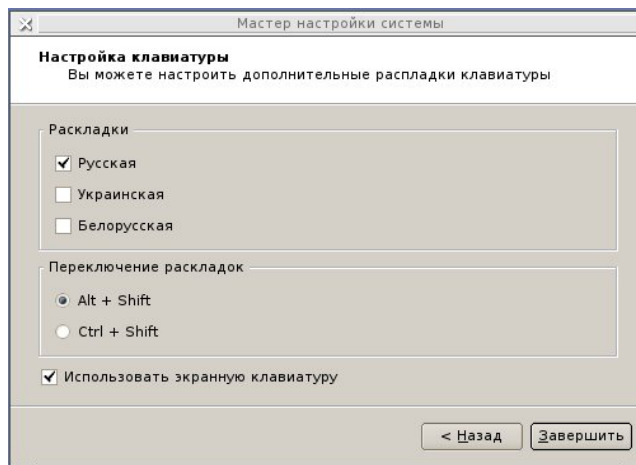 Мастер настройки системы
Настройка клавиатуры
Вы можете настроить дополнительные распладки клавиатуры
Раскладки
Русская
Украинская
Белорусская
Переключение раскладок
Alt + Shift
Ctrl + Shift
Использовать экранную клавиатуру
< Назад
Завершить